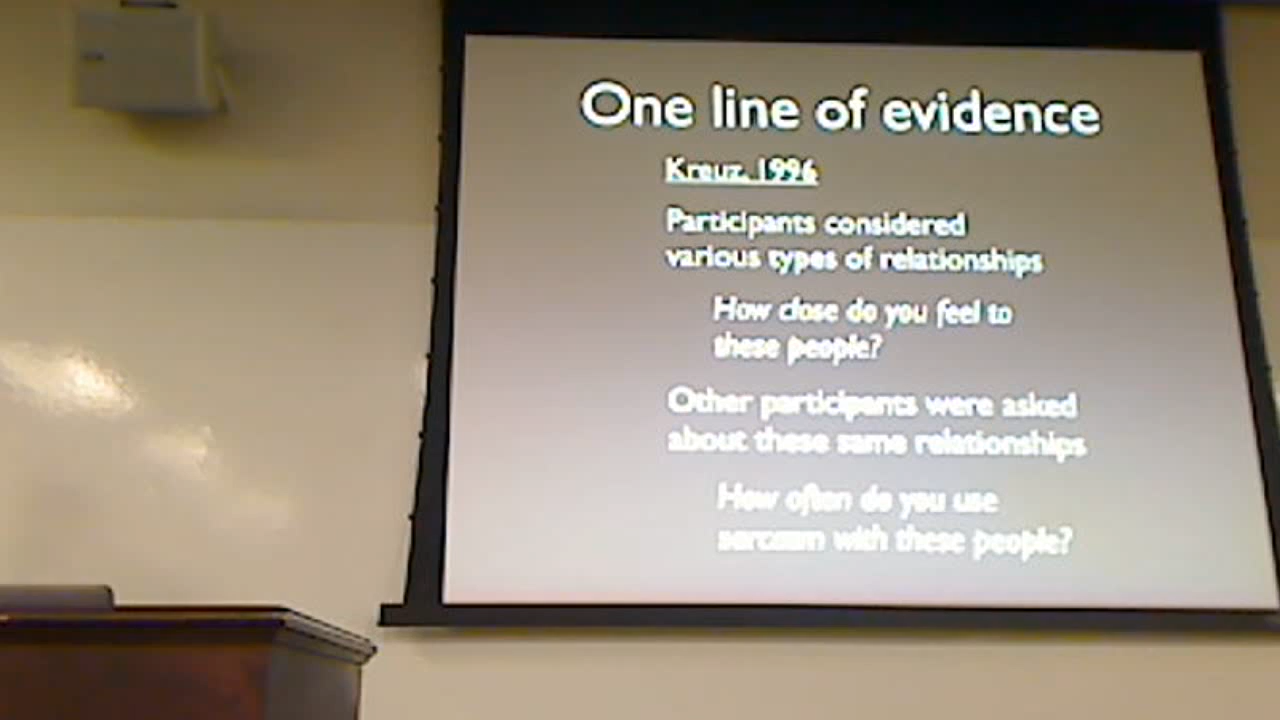 One line of evidence
Kreuz, 1996
Participants considered
various types of relationships
How close do you feel to
these people?
Other participants were asked
about these same relationships
How often do you use
sarcasm with these people?